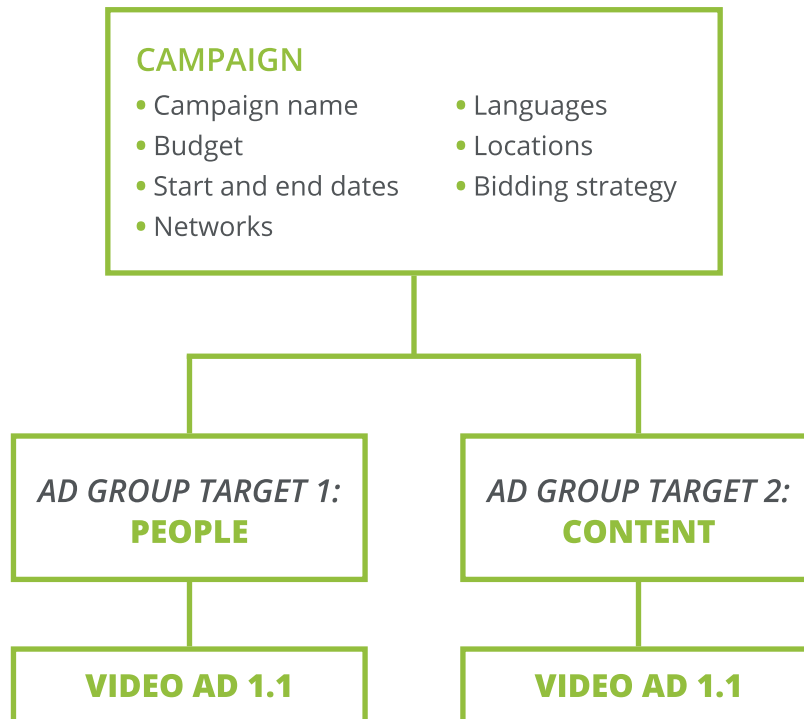 CAMPAIGN
• Campaign name
• Budget
• Start and end dates
• Networks
• Languages
• Locations
• Bidding strategy
AD GROUP TARGET 1:
PEOPLE
AD GROUP TARGET 2:
CONTENT
VIDEO AD 1.1
VIDEO AD 1.1